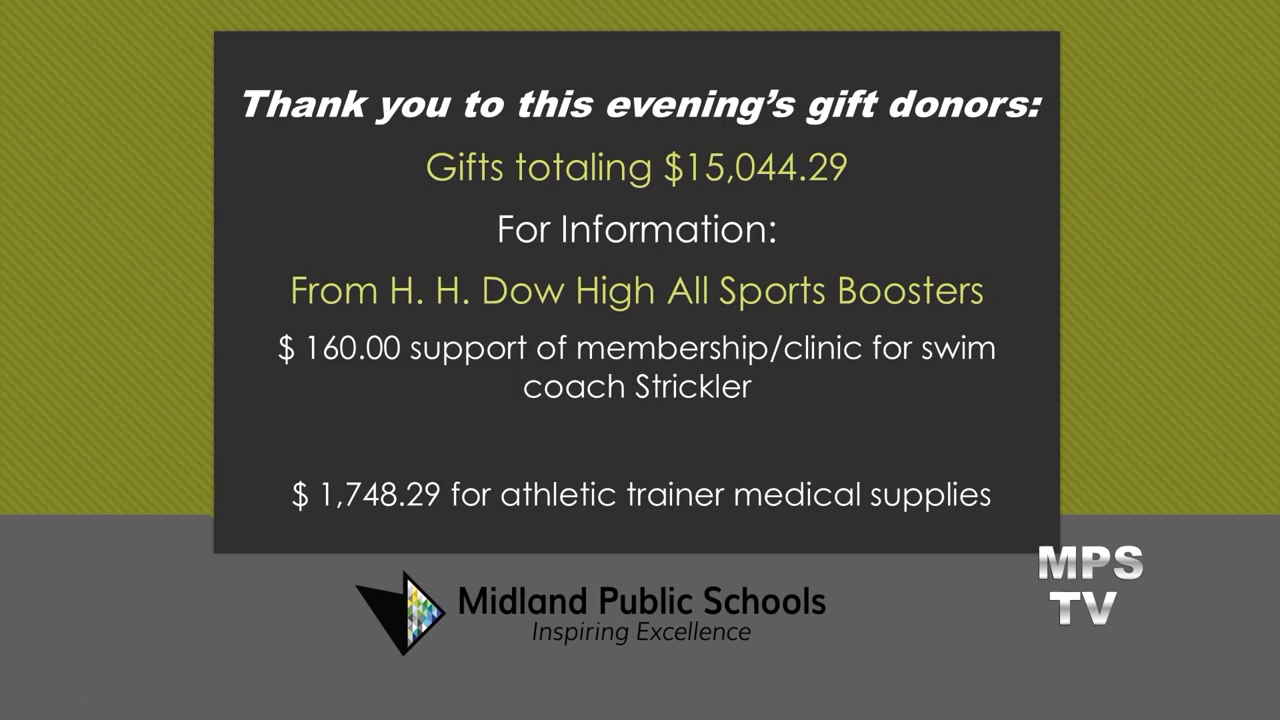 Thank you to this evening’s gift donors:
Gifts totaling $15,044.29
For Information:
From H. H. Dow High All Sports Boosters
$ 160.00 support of membership/clinic for swim
coach Strickler
$ 1,748.29 for athletic trainer medical supplies
Midland Public Schools
Inspiring Excellence
MPS
TV